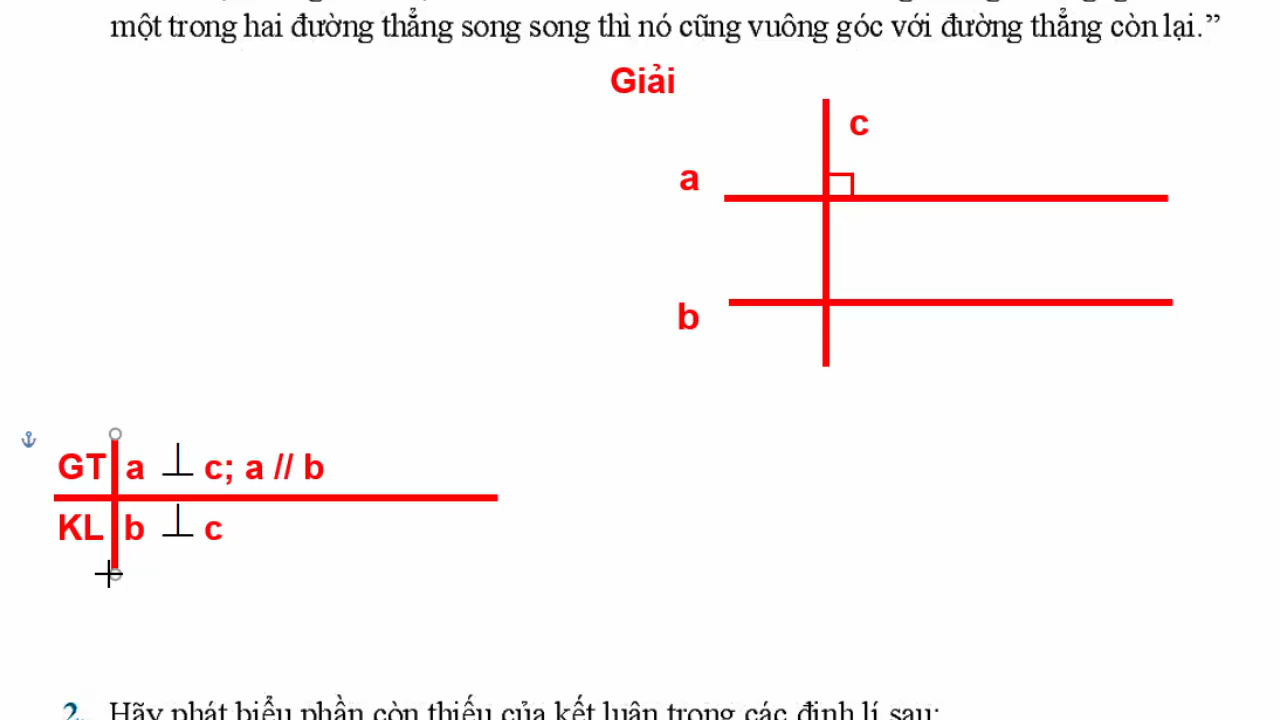 một trong hai đường thẳng song song thì nó cũng vuông góc với đường thẳng còn lại.”
Giải
c
a
b
GT a ⊥ c; a // b
KL b ⊥ c
2. Hãy phát biểu phần còn thiếu của kết luận trong các định lí sau: